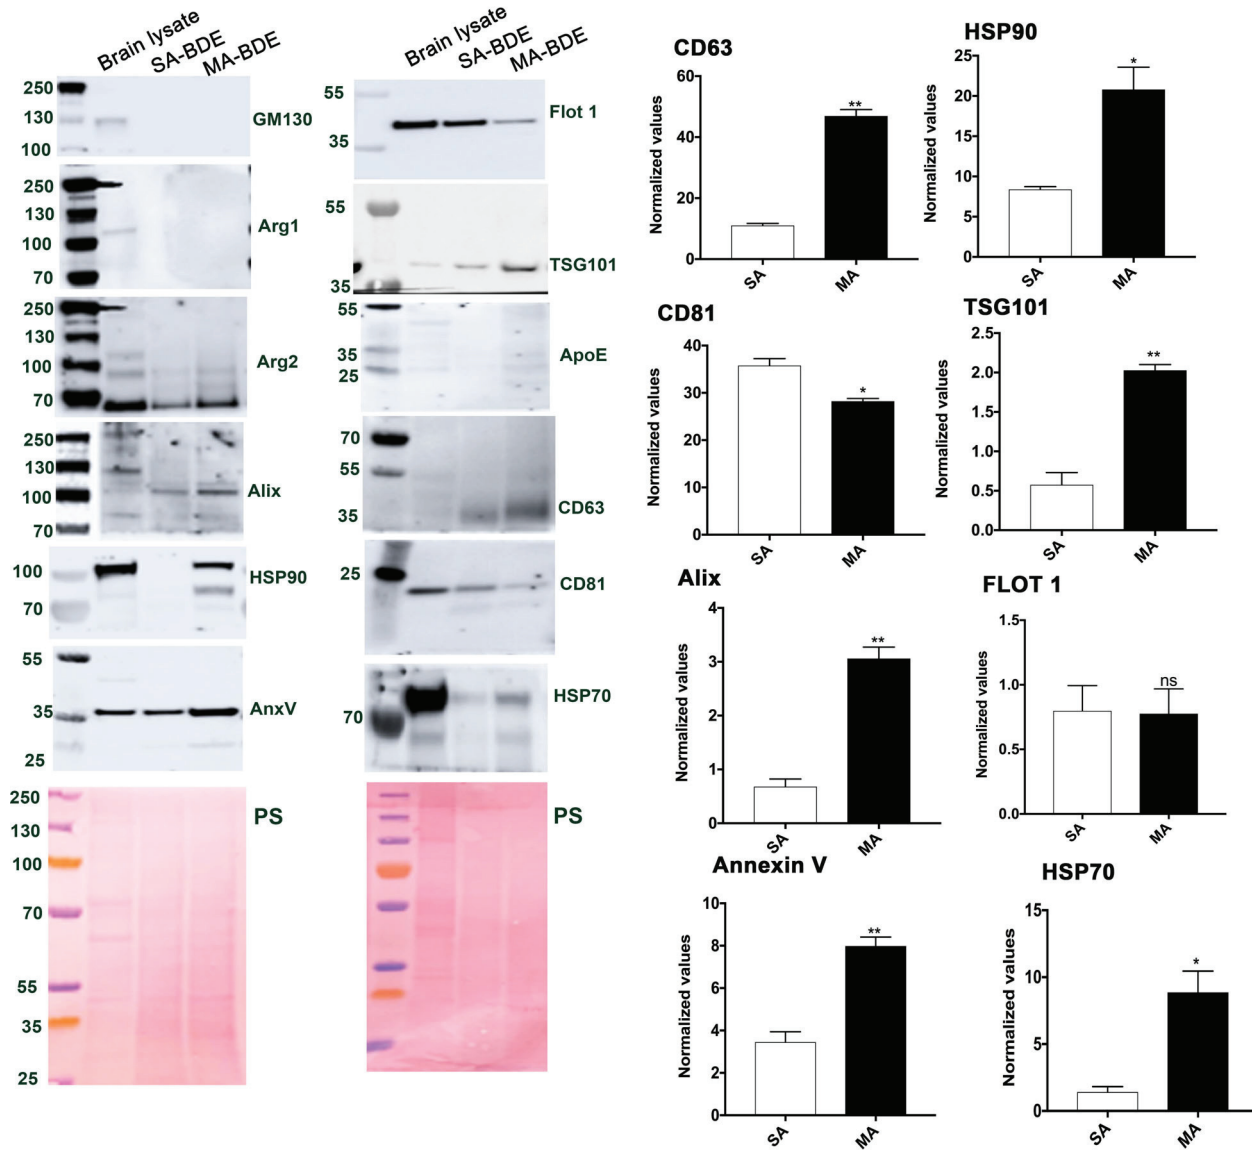 Brain lysate
SA-BDE
MA-BDE
250
130
100
GM130
250
130
100
70
Arg1
250
130
100
70
Arg2
250
130
100
70
Alix
100
70
HSP90
55
35
25
AnxV
250
130
100
70
55
35
25
PS
Brain lysate
SA-BDE
MA-BDE
55
35
Flot 1
55
35
TSG101
55
35
25
ApoE
70
55
35
CD63
25
CD81
70
HSP70
PS
CD63
Normalized values
60
40
20
0
**
SA
MA
HSP90
Normalized values
25
20
15
10
5
0
*
SA
MA
CD81
Normalized values
40
30
20
10
0
*
SA
MA
TSG101
Normalized values
2.5
2.0
1.5
1.0
0.5
0.0
**
SA
MA
Alix
Normalized values
4
3
2
1
0
**
SA
MA
FLOT 1
Normalized values
1.5
1.0
0.5
0.0
ns
SA
MA
Annexin V
Normalized values
10
8
6
4
2
0
**
SA
MA
HSP70
Normalized values
15
10
5
0
*
SA
MA